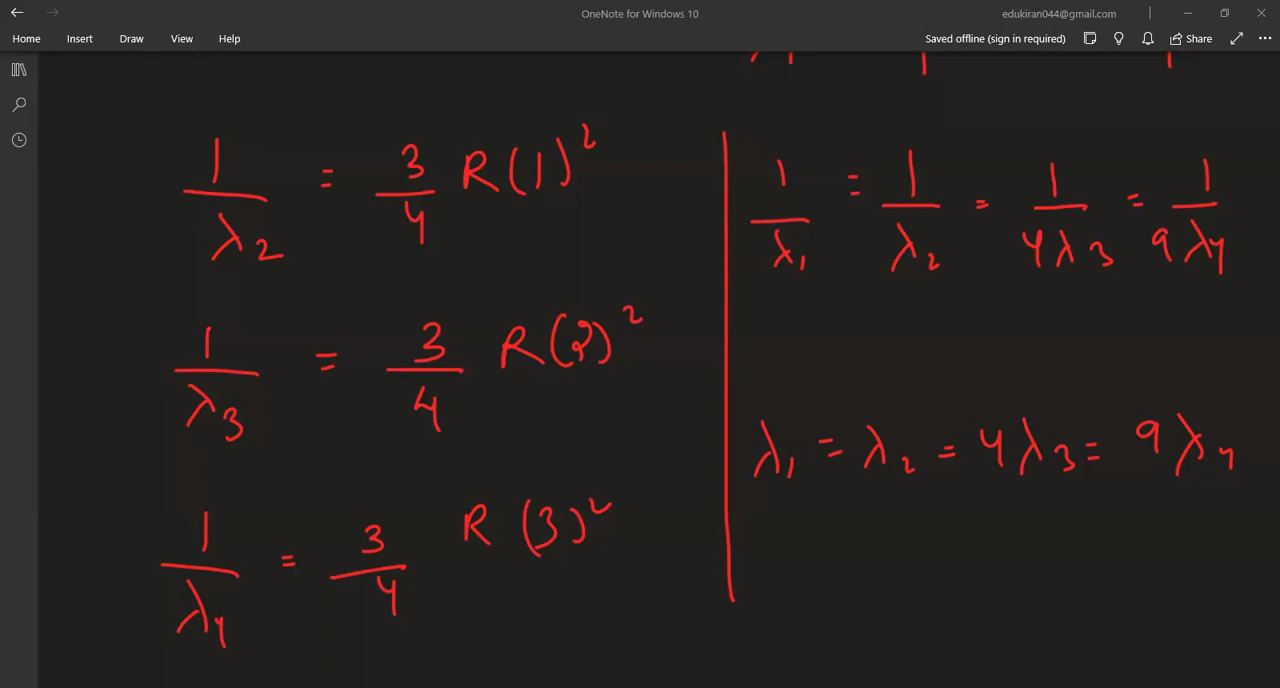 OneNote for Windows 10
edukiran044@gmail.com
Home Insert Draw View Help
Saved offline (sign in required) Share
1/λ2 = 3/4 R(1)²
1/λ3 = 3/4 R(2)²
1/λ4 = 3/4 R(3)²
1/λ1 = 1/λ2 = 1/4λ3 = 1/9λ4
λ1 = λ2 = 4λ3 = 9λ4